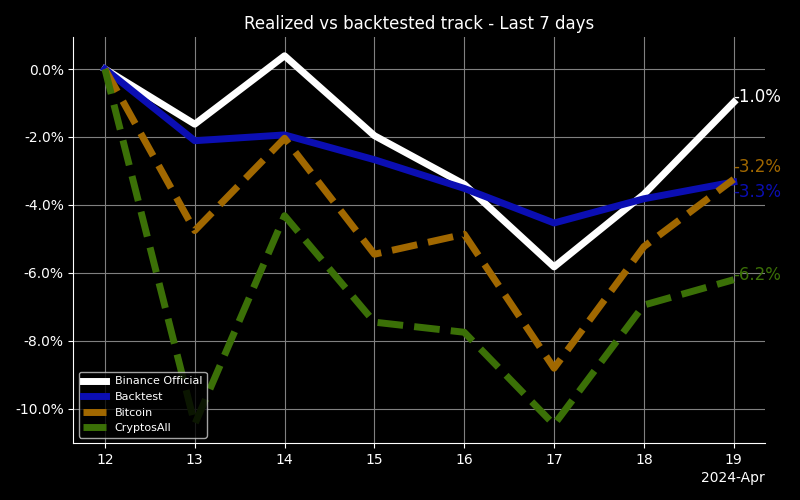 Realized vs backtested track - Last 7 days
0.0%
-2.0%
-4.0%
-6.0%
-8.0%
-10.0%
-1.0%
-3.2%
-3.3%
-6.2%
Binance Official
Backtest
Bitcoin
CryptosAll
12 13 14 15 16 17 18 19
2024-Apr